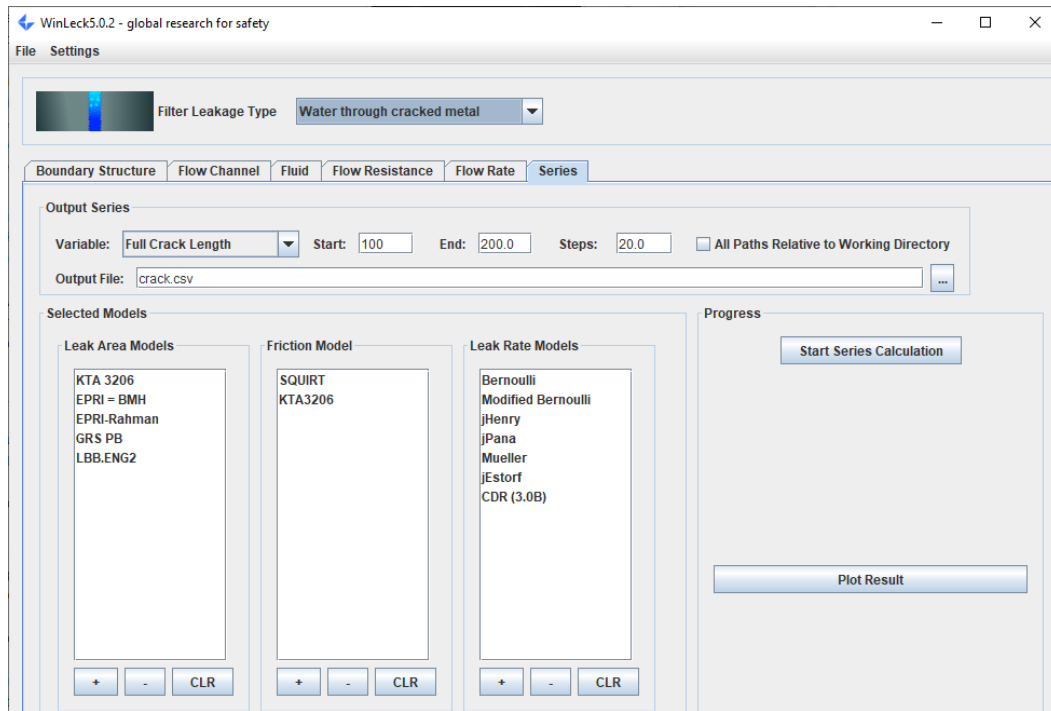 WinLeck5.0.2 - global research for safety
File Settings
Filter Leakage Type Water through cracked metal
Boundary Structure Flow Channel Fluid Flow Resistance Flow Rate Series
Output Series
Variable: Full Crack Length Start: 100 End: 200.0 Steps: 20.0 All Paths Relative to Working Directory
Output File: crack.csv ...
Selected Models
Leak Area Models
KTA 3206
EPRI = BMH
EPRI-Rahman
GRS PB
LBB.ENG2
+ - CLR
Friction Model
SQUIRT
KTA3206
+ - CLR
Leak Rate Models
Bernoulli
Modified Bernoulli
jHenry
jPana
Mueller
jEstorf
CDR (3.0B)
+ - CLR
Progress
Start Series Calculation
Plot Result